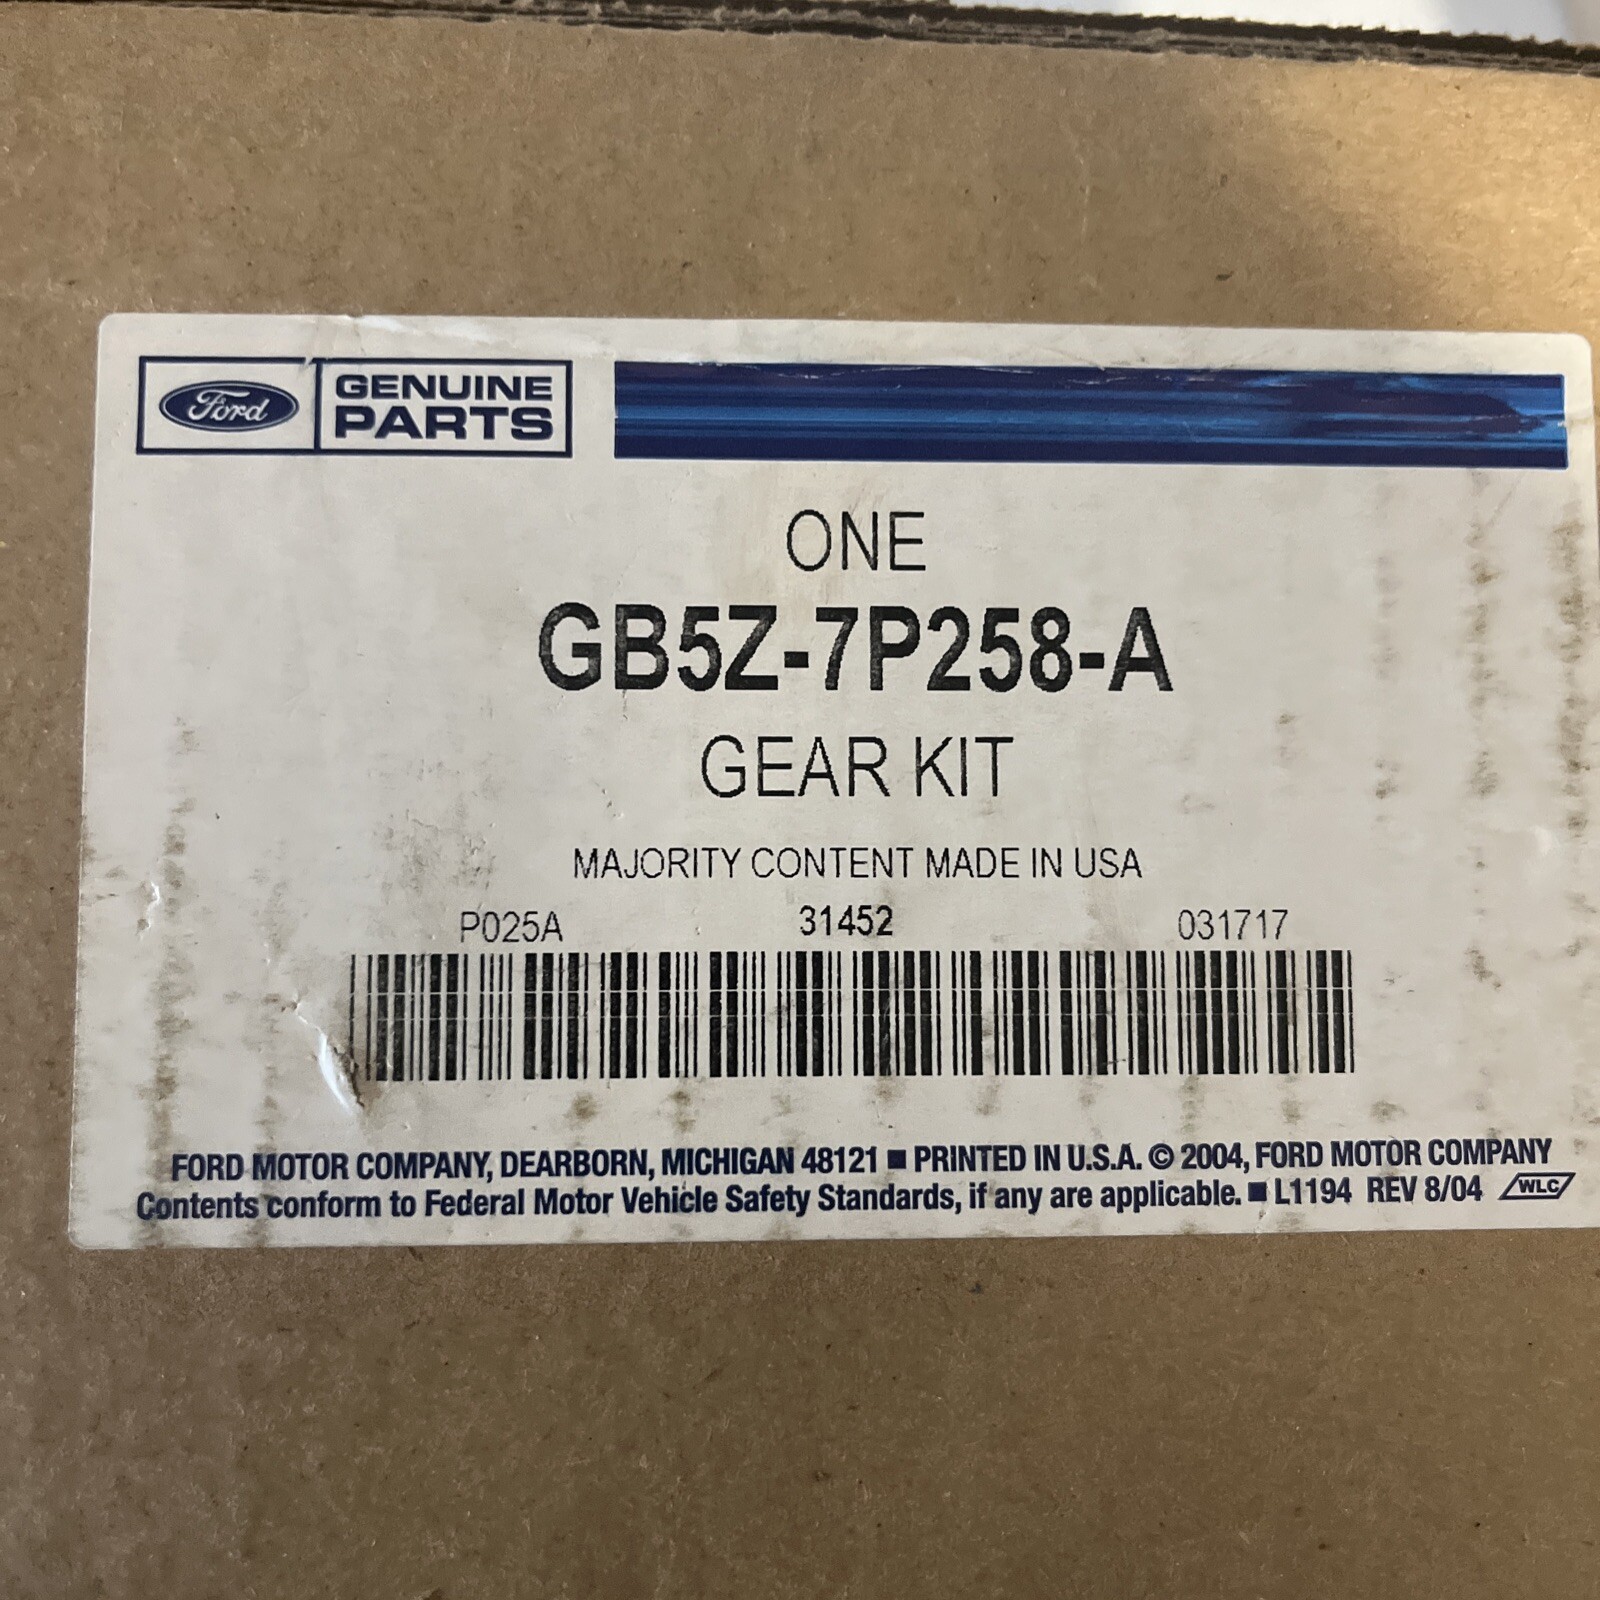 Ford GENUINE
PARTS
ONE
GB5Z-7P258-A
GEAR KIT
MAJORITY CONTENT MADE IN USA
P025A 31452 031717
FORD MOTOR COMPANY, DEARBORN, MICHIGAN 48121 ■ PRINTED IN U.S.A. © 2004, FORD MOTOR COMPANY
Contents conform to Federal Motor Vehicle Safety Standards, if any are applicable. ■ L1194 REV 8/04 WLC